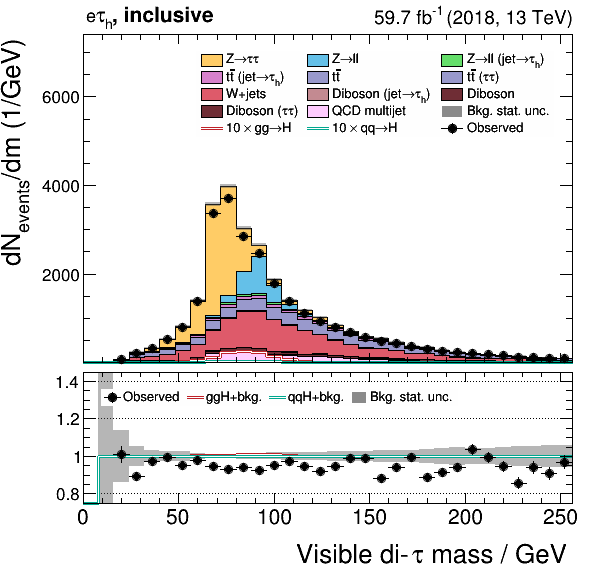 eτh, inclusive
59.7 fb⁻¹ (2018, 13 TeV)
dNevents/dm (1/GeV)
Z→ττ Z→ll Z→ll (jet→τh)
tt̄ (jet→τh) tt̄ tt̄ (ττ)
W+jets Diboson (jet→τh) Diboson
Diboson (ττ) QCD multijet Bkg. stat. unc.
10 × gg→H 10 × qq→H Observed
6000
4000
2000
1.4
Observed ggH+bkg. qqH+bkg. Bkg. stat. unc.
1.2
1
0.8
0 50 100 150 200 250
Visible di-τ mass / GeV